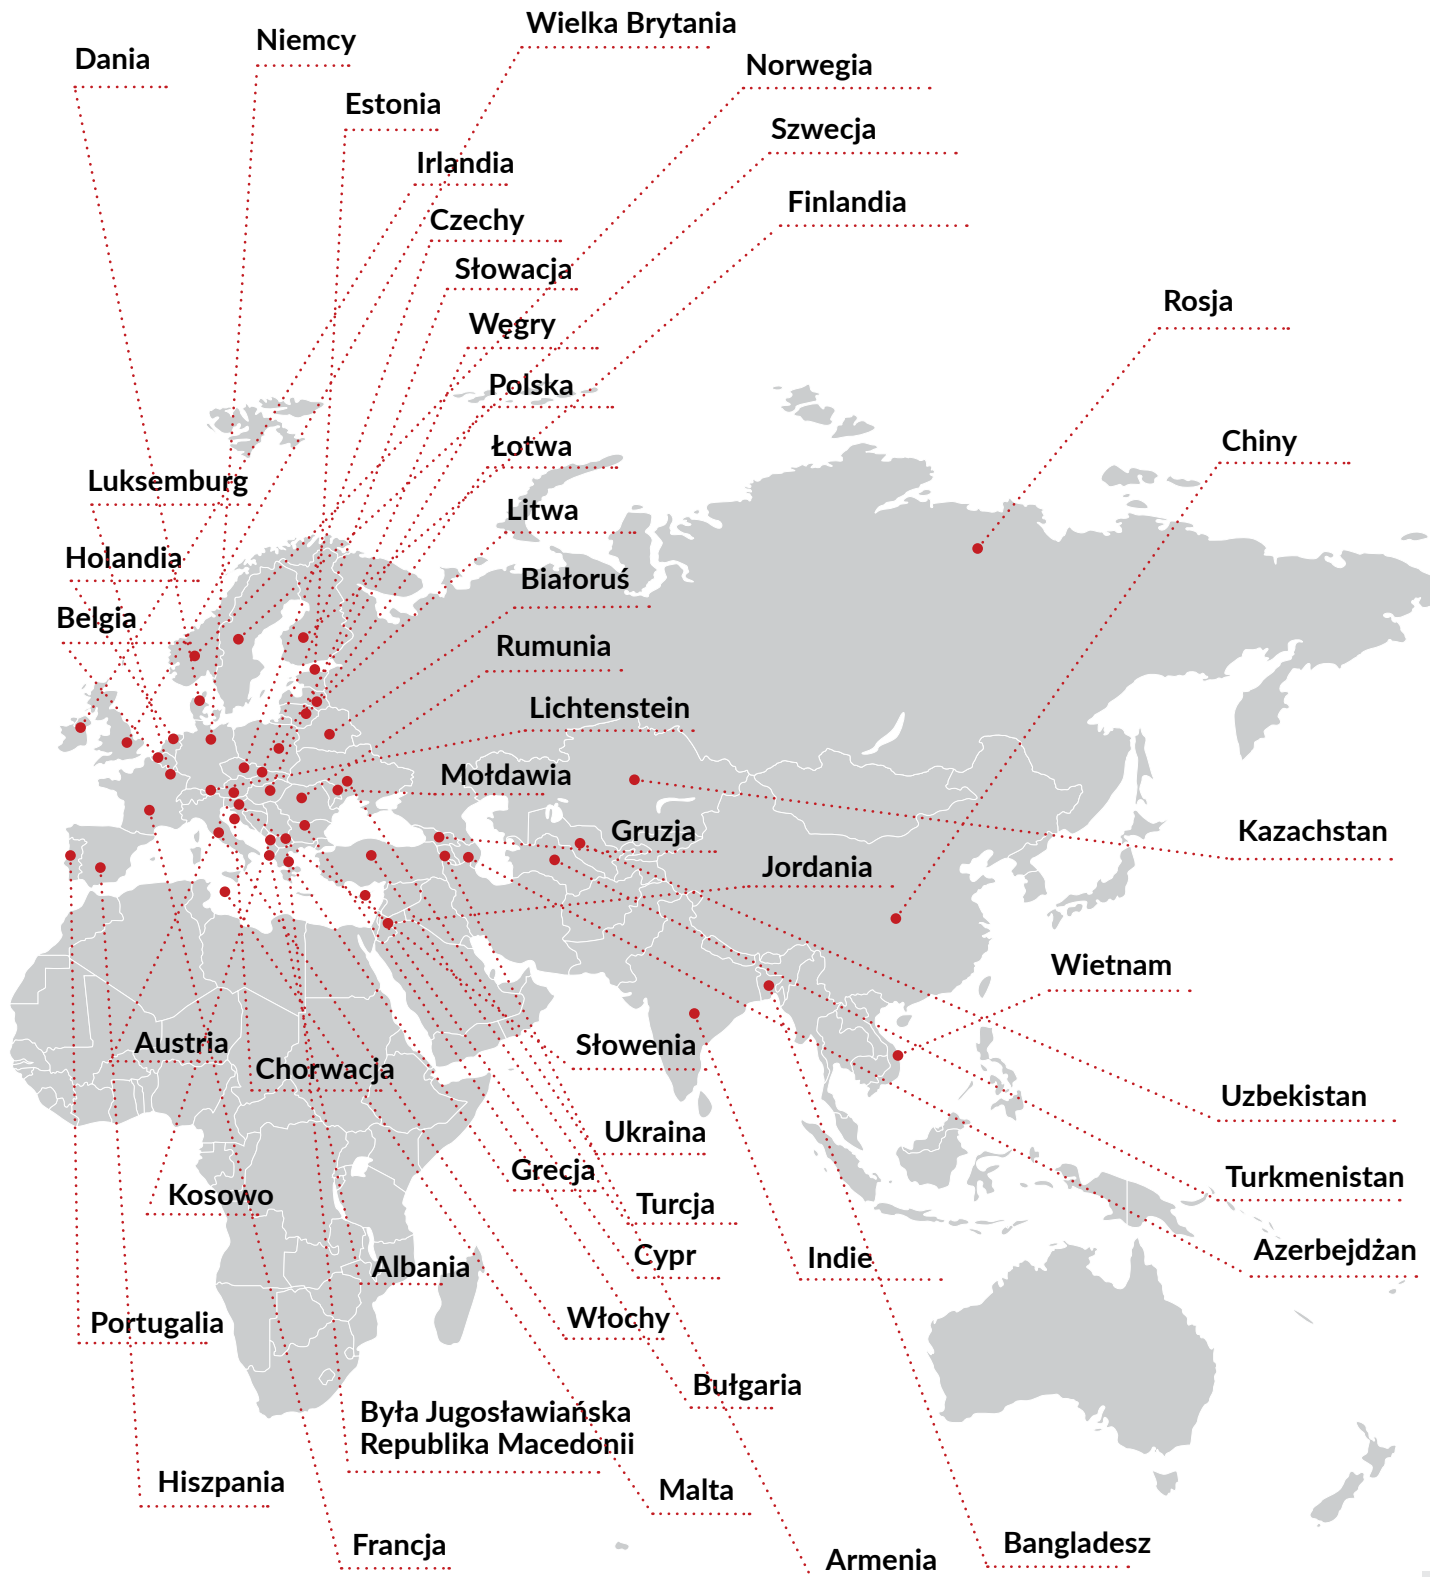 Wielka Brytania
Niemcy
Dania
Norwegia
Estonia
Szwecja
Irlandia
Finlandia
Czechy
Słowacja
Rosja
Węgry
Polska
Chiny
Łotwa
Luksemburg
Litwa
Holandia
Białoruś
Belgia
Rumunia
Lichtenstein
Mołdawia
Gruzja
Kazachstan
Jordania
Wietnam
Austria
Słowenia
Chorwacja
Uzbekistan
Ukraina
Grecja
Turkmenistan
Kosowo
Turcja
Azerbejdżan
Cypr
Indie
Albania
Włochy
Portugalia
Bułgaria
Była Jugosławiańska
Republika Macedonii
Hiszpania
Malta
Francja
Bangladesz
Armenia